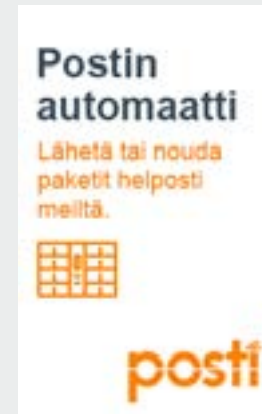 Postin
automaatti
Lähetä tai nouda
paketit helposti
meiltä.
posti